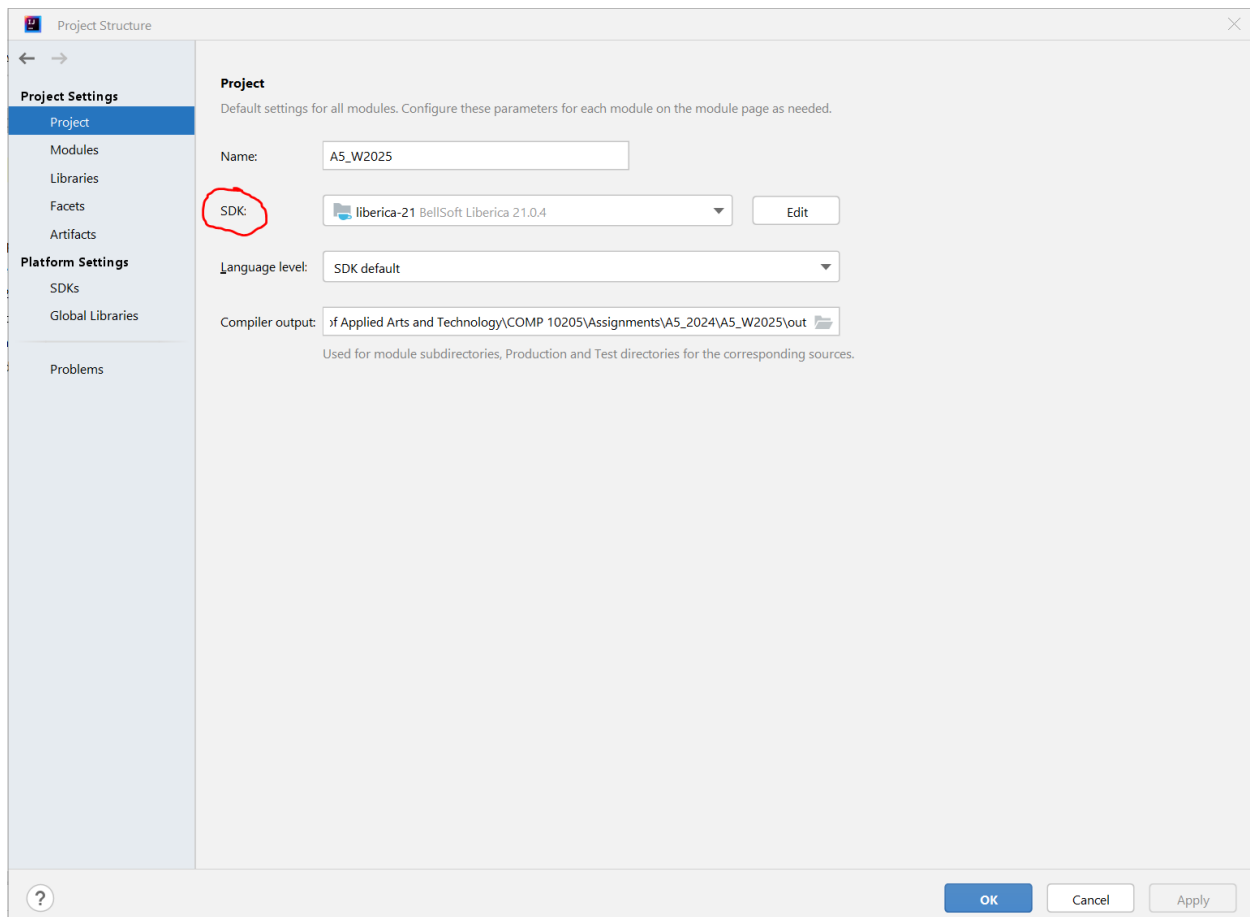 Project Structure
Project Settings
Project
Modules
Libraries
Facets
Artifacts
Platform Settings
SDKs
Global Libraries
Problems
Project
Default settings for all modules. Configure these parameters for each module on the module page as needed.
Name: A5_W2025
SDK: liberica-21 BellSoft Liberica 21.0.4 Edit
Language level: SDK default
Compiler output: of Applied Arts and Technology\COMP 10205\Assignments\A5_2024\A5_W2025\out
Used for module subdirectories, Production and Test directories for the corresponding sources.
? OK Cancel Apply